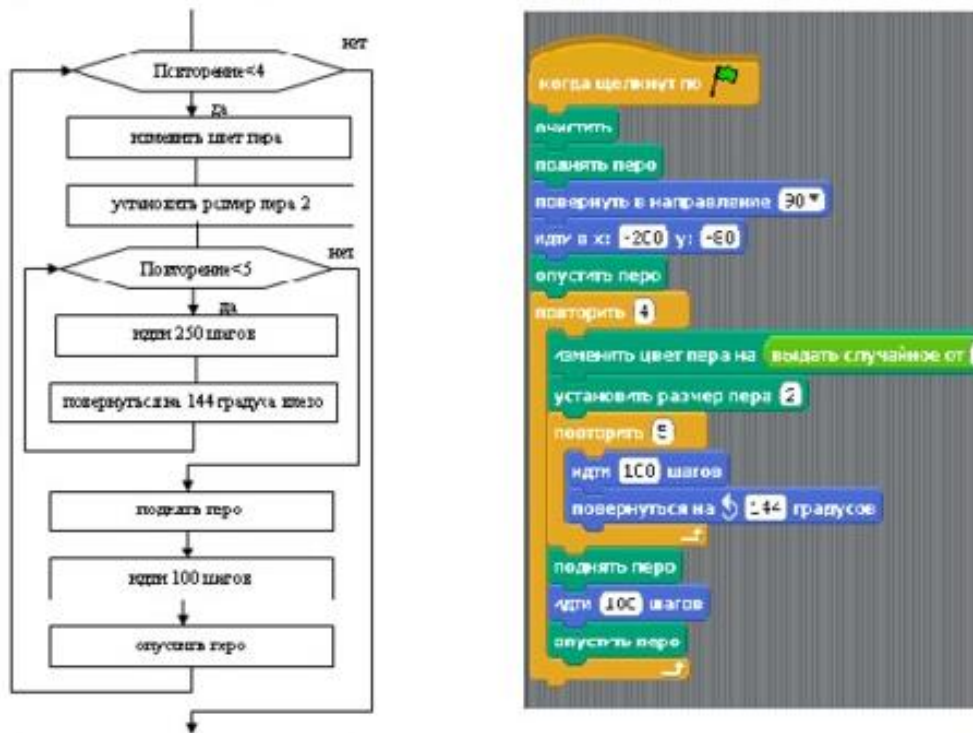 нет
Повторение<4
да
изменить цвет пера
установить размер пера 2
нет
Повторение<5
да
идти 250 шагов
повернуться на 144 градуса влево
поднять перо
идти 100 шагов
опустить перо
когда щелкнут по
очистить
поднять перо
повернуть в направление 90
идти в x: -200 y: -80
опустить перо
повторить 4
изменить цвет пера на выдать случайное от
установить размер пера 2
повторить 5
идти 100 шагов
повернуться на 144 градусов
поднять перо
идти 100 шагов
опустить перо